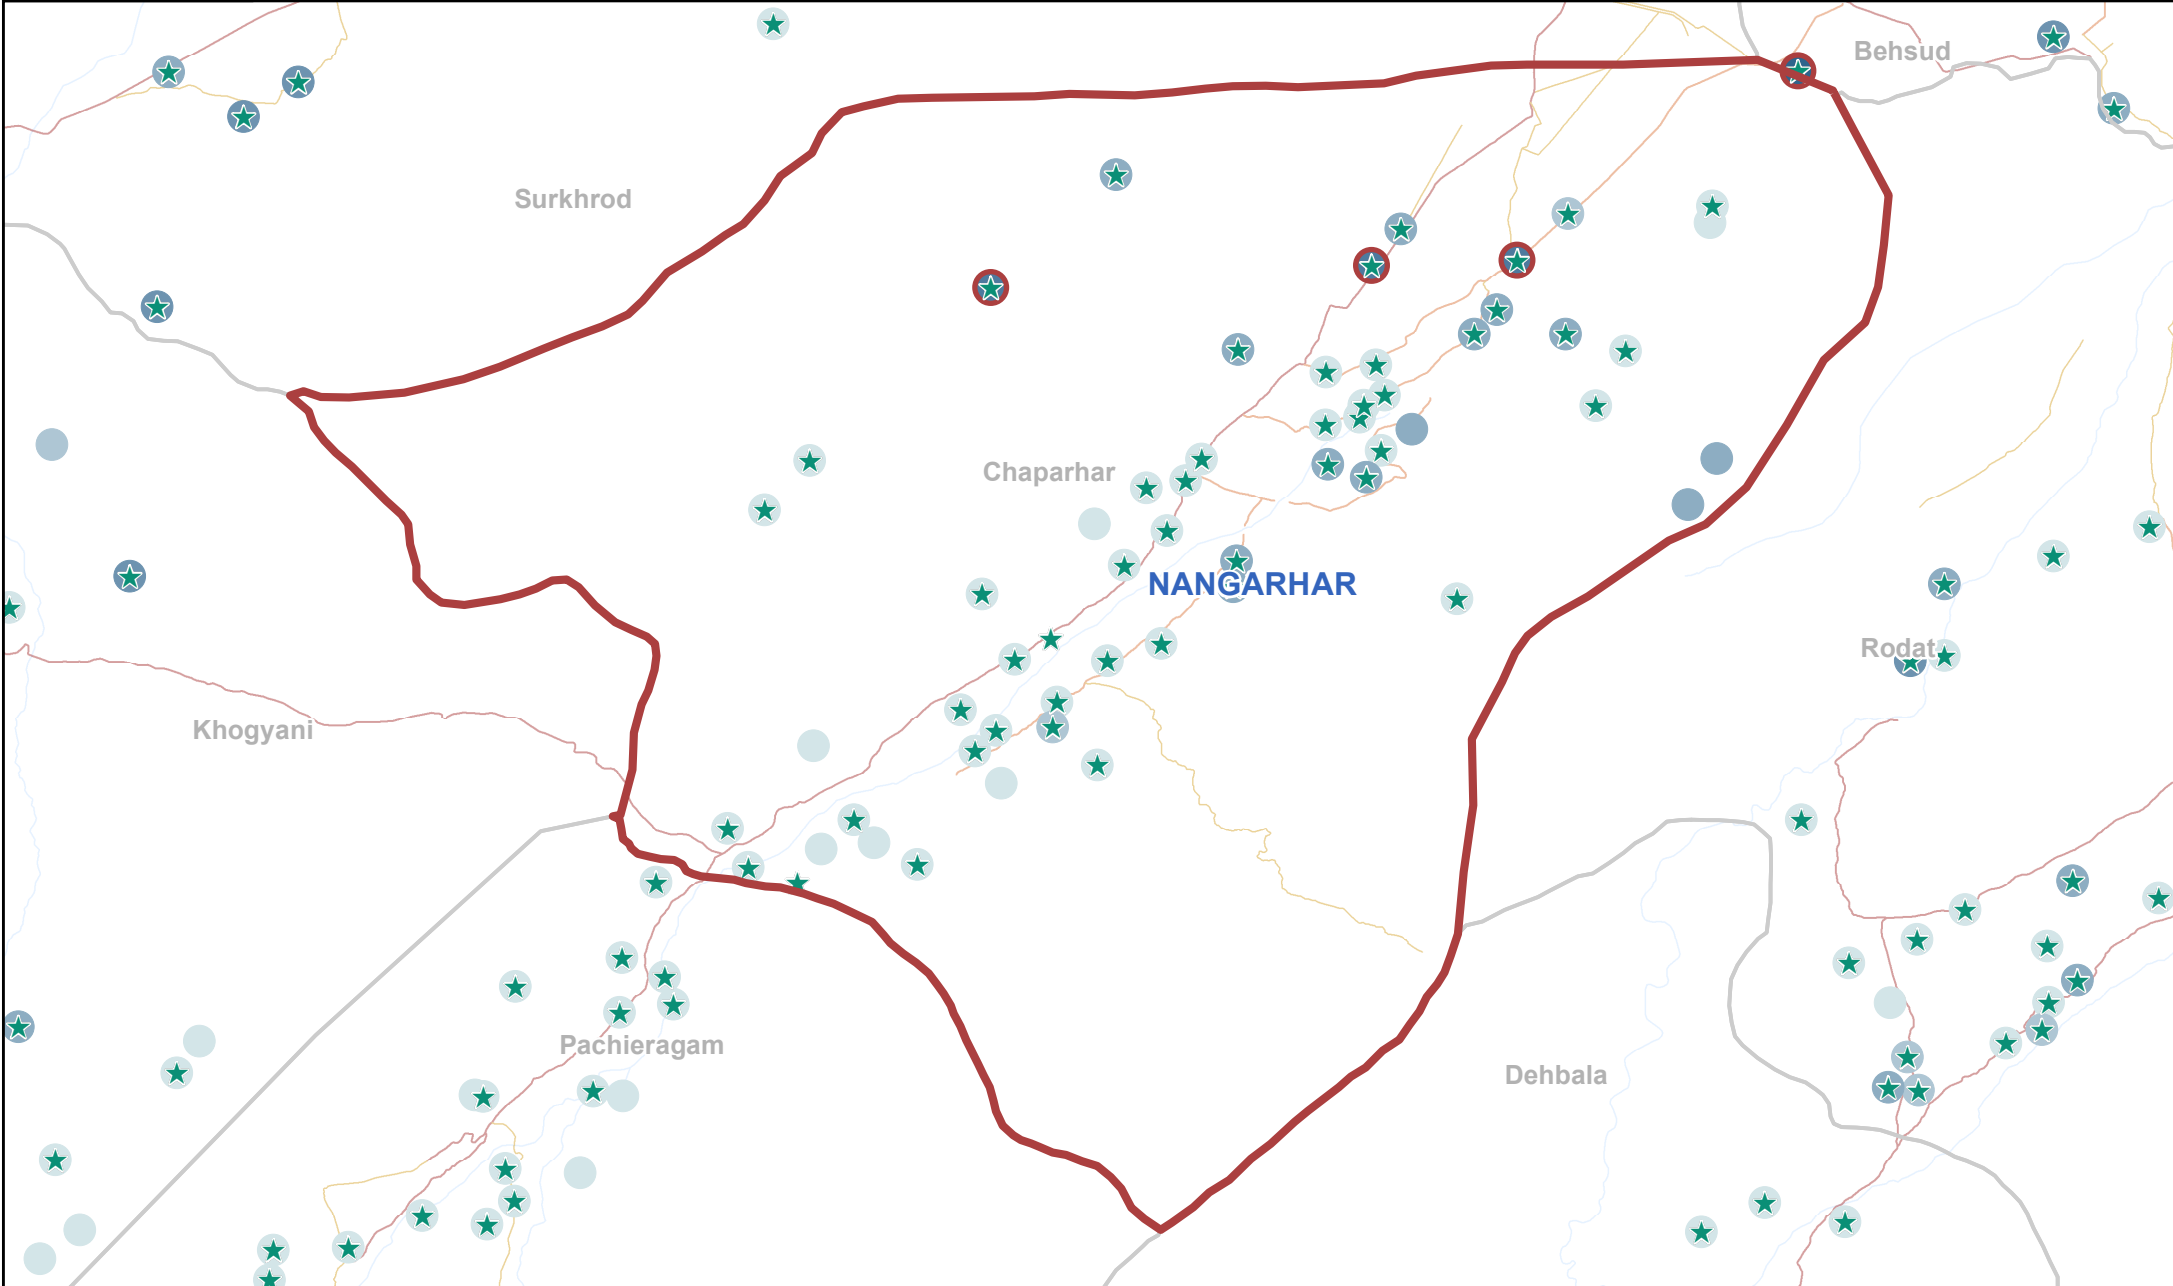 Behsud
Surkhrod
Chaparhar
NANGARHAR
Rodat
Khogyani
Pachieragam
Dehbala